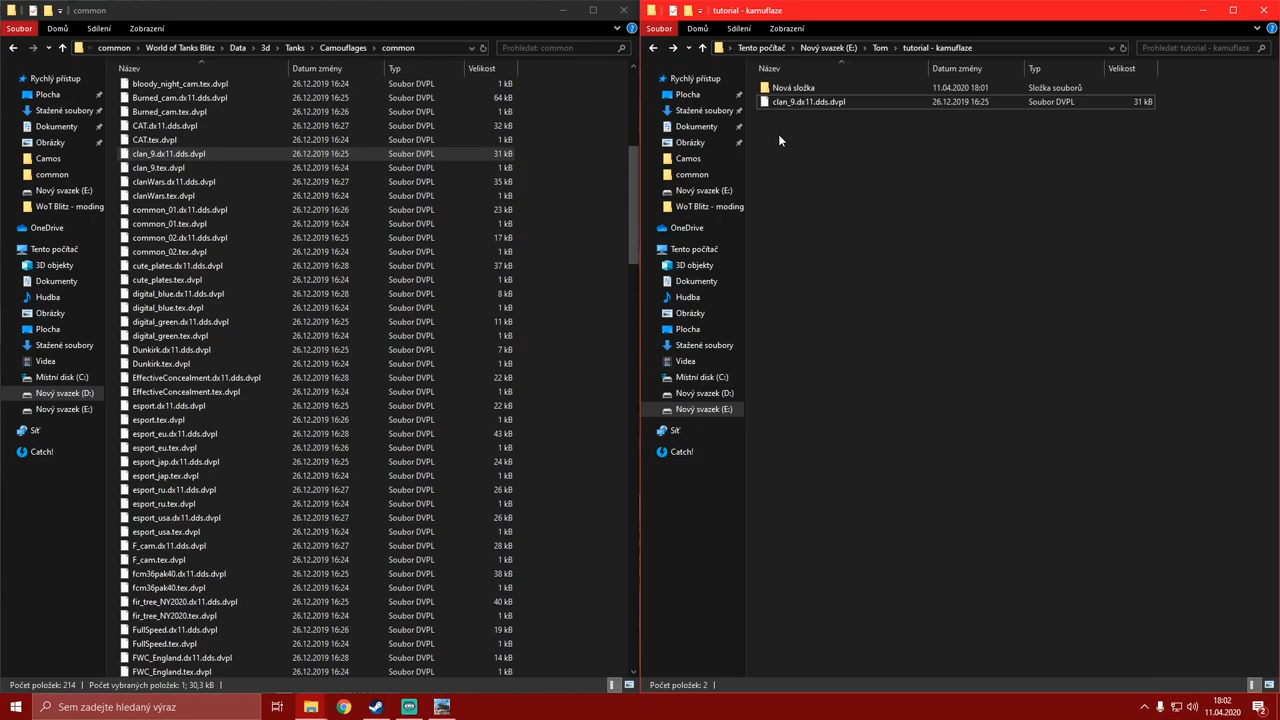 common
Soubor Domů Sdílení Zobrazení
common World of Tanks Blitz Data 3d Tanks Camouflages common Prohledat: common
Název Datum změny Typ Velikost
Rychlý přístup
Plocha
Stažené soubory
Dokumenty
Obrázky
Camos
common
Nový svazek (E:)
WoT Blitz - moding
OneDrive
Tento počítač
3D objekty
Dokumenty
Hudba
Obrázky
Plocha
Stažené soubory
Videa
Místní disk (C:)
Nový svazek (D:)
Nový svazek (E:)
Síť
Catch!
bloody_night_cam.tex.dvpl 26.12.2019 16:24 Soubor DVPL 1 kB
Burned_cam.dx11.dds.dvpl 26.12.2019 16:25 Soubor DVPL 64 kB
Burned_cam.tex.dvpl 26.12.2019 16:24 Soubor DVPL 1 kB
CAT.dx11.dds.dvpl 26.12.2019 16:27 Soubor DVPL 32 kB
CAT.tex.dvpl 26.12.2019 16:24 Soubor DVPL 1 kB
clan_9.dx11.dds.dvpl 26.12.2019 16:25 Soubor DVPL 31 kB
clan_9.tex.dvpl 26.12.2019 16:24 Soubor DVPL 1 kB
clanWars.dx11.dds.dvpl 26.12.2019 16:27 Soubor DVPL 35 kB
clanWars.tex.dvpl 26.12.2019 16:24 Soubor DVPL 1 kB
common_01.dx11.dds.dvpl 26.12.2019 16:26 Soubor DVPL 23 kB
common_01.tex.dvpl 26.12.2019 16:24 Soubor DVPL 1 kB
common_02.dx11.dds.dvpl 26.12.2019 16:25 Soubor DVPL 17 kB
common_02.tex.dvpl 26.12.2019 16:24 Soubor DVPL 1 kB
cute_plates.dx11.dds.dvpl 26.12.2019 16:28 Soubor DVPL 37 kB
cute_plates.tex.dvpl 26.12.2019 16:24 Soubor DVPL 1 kB
digital_blue.dx11.dds.dvpl 26.12.2019 16:28 Soubor DVPL 8 kB
digital_blue.tex.dvpl 26.12.2019 16:24 Soubor DVPL 1 kB
digital_green.dx11.dds.dvpl 26.12.2019 16:25 Soubor DVPL 11 kB
digital_green.tex.dvpl 26.12.2019 16:24 Soubor DVPL 1 kB
Dunkirk.dx11.dds.dvpl 26.12.2019 16:25 Soubor DVPL 7 kB
Dunkirk.tex.dvpl 26.12.2019 16:24 Soubor DVPL 1 kB
EffectiveConcealment.dx11.dds.dvpl 26.12.2019 16:28 Soubor DVPL 22 kB
EffectiveConcealment.tex.dvpl 26.12.2019 16:24 Soubor DVPL 1 kB
esport.dx11.dds.dvpl 26.12.2019 16:25 Soubor DVPL 22 kB
esport.tex.dvpl 26.12.2019 16:24 Soubor DVPL 1 kB
esport_eu.dx11.dds.dvpl 26.12.2019 16:28 Soubor DVPL 43 kB
esport_eu.tex.dvpl 26.12.2019 16:24 Soubor DVPL 1 kB
esport_jap.dx11.dds.dvpl 26.12.2019 16:25 Soubor DVPL 24 kB
esport_jap.tex.dvpl 26.12.2019 16:24 Soubor DVPL 1 kB
esport_ru.dx11.dds.dvpl 26.12.2019 16:27 Soubor DVPL 26 kB
esport_ru.tex.dvpl 26.12.2019 16:24 Soubor DVPL 1 kB
esport_usa.dx11.dds.dvpl 26.12.2019 16:27 Soubor DVPL 26 kB
esport_usa.tex.dvpl 26.12.2019 16:24 Soubor DVPL 1 kB
F_cam.dx11.dds.dvpl 26.12.2019 16:27 Soubor DVPL 28 kB
F_cam.tex.dvpl 26.12.2019 16:24 Soubor DVPL 1 kB
fcm36pak40.dx11.dds.dvpl 26.12.2019 16:25 Soubor DVPL 38 kB
fcm36pak40.tex.dvpl 26.12.2019 16:24 Soubor DVPL 1 kB
fir_tree_NY2020.dx11.dds.dvpl 26.12.2019 16:25 Soubor DVPL 40 kB
fir_tree_NY2020.tex.dvpl 26.12.2019 16:24 Soubor DVPL 1 kB
FullSpeed.dx11.dds.dvpl 26.12.2019 16:26 Soubor DVPL 19 kB
FullSpeed.tex.dvpl 26.12.2019 16:24 Soubor DVPL 1 kB
FWC_England.dx11.dds.dvpl 26.12.2019 16:28 Soubor DVPL 14 kB
FWC_England.tex.dvpl 26.12.2019 16:24 Soubor DVPL 1 kB
Počet položek: 214 Počet vybraných položek: 1; 30,3 kB
tutorial - kamuflaze
Soubor Domů Sdílení Zobrazení
Tento počítač Nový svazek (E:) Tom tutorial - kamuflaze Prohledat: tutorial - kamuflaze
Název Datum změny Typ Velikost
Rychlý přístup
Plocha
Stažené soubory
Dokumenty
Obrázky
Camos
common
Nový svazek (E:)
WoT Blitz - moding
OneDrive
Tento počítač
3D objekty
Dokumenty
Hudba
Obrázky
Plocha
Stažené soubory
Videa
Místní disk (C:)
Nový svazek (D:)
Nový svazek (E:)
Síť
Catch!
Nová složka 11.04.2020 18:01 Složka souborů
clan_9.dx11.dds.dvpl 26.12.2019 16:25 Soubor DVPL 31 kB
Počet položek: 2
Sem zadejte hledaný výraz
18:02
11.04.2020
2